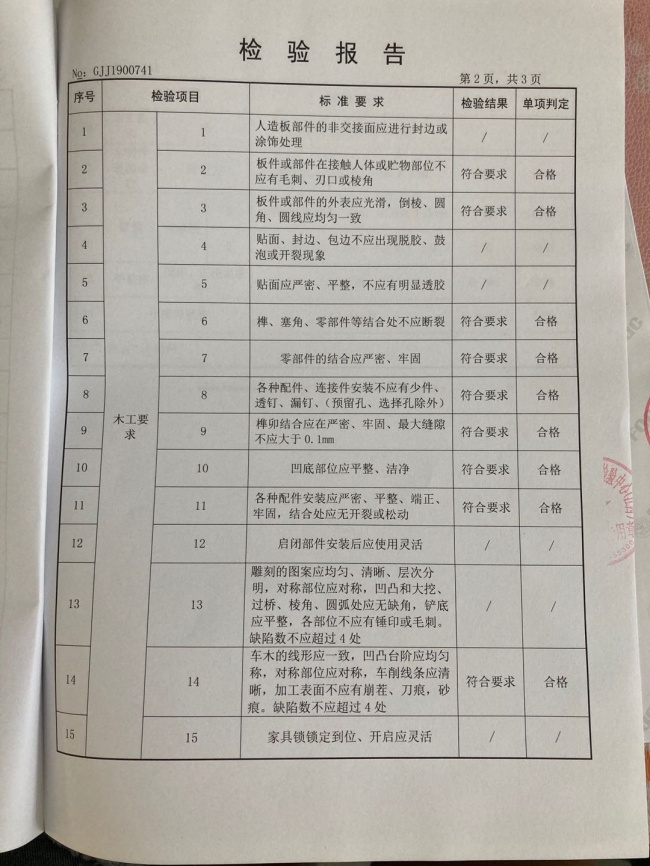 检验报告
№: GJJ1900741
第2页，共3页
序号 检验项目 标准要求 检验结果 单项判定
木工要
求
1 1 人造板部件的非交接面应进行封边或
涂饰处理 / /
2 2 板件或部件在接触人体或贮物部位不
应有毛刺、刃口或棱角 符合要求 合格
3 3 板件或部件的外表应光滑，倒棱、圆
角、圆线应均匀一致 符合要求 合格
4 4 贴面、封边、包边不应出现脱胶、鼓
泡或开裂现象 / /
5 5 贴面应严密、平整，不应有明显透胶 / /
6 6 榫、塞角、零部件等结合处不应断裂 符合要求 合格
7 7 零部件的结合应严密、牢固 符合要求 合格
8 8 各种配件、连接件安装不应有少件、
透钉、漏钉、（预留孔、选择孔除外） 符合要求 合格
9 9 榫卯结合应在严密、牢固、最大缝隙
不应大于0.1mm 符合要求 合格
10 10 凹底部位应平整、洁净 符合要求 合格
11 11 各种配件安装应严密、平整、端正、
牢固，结合处应无开裂或松动 符合要求 合格
12 12 启闭部件安装后应使用灵活 / /
13 13 雕刻的图案应均匀、清晰、层次分
明，对称部位应对称，凹凸和大挖、
过桥、棱角、圆弧处应无缺角，铲底
应平整，各部位不应有锤印或毛刺。
缺陷数不应超过4处 / /
14 14 车木的线形应一致，凹凸台阶应均匀
称，对称部位应对称，车削线条应清
晰，加工表面不应有崩茬、刀痕，砂
痕。缺陷数不应超过4处 符合要求 合格
15 15 家具锁锁定到位、开启应灵活 / /